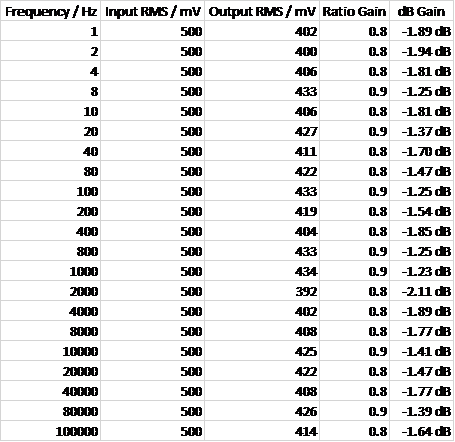 Frequency / Hz Input RMS / mV Output RMS / mV Ratio Gain dB Gain
1 500 402 0.8 -1.89 dB
2 500 400 0.8 -1.94 dB
4 500 406 0.8 -1.81 dB
8 500 433 0.9 -1.25 dB
10 500 406 0.8 -1.81 dB
20 500 427 0.9 -1.37 dB
40 500 411 0.8 -1.70 dB
80 500 422 0.8 -1.47 dB
100 500 433 0.9 -1.25 dB
200 500 419 0.8 -1.54 dB
400 500 404 0.8 -1.85 dB
800 500 433 0.9 -1.25 dB
1000 500 434 0.9 -1.23 dB
2000 500 392 0.8 -2.11 dB
4000 500 402 0.8 -1.89 dB
8000 500 408 0.8 -1.77 dB
10000 500 425 0.9 -1.41 dB
20000 500 422 0.8 -1.47 dB
40000 500 408 0.8 -1.77 dB
80000 500 426 0.9 -1.39 dB
100000 500 414 0.8 -1.64 dB